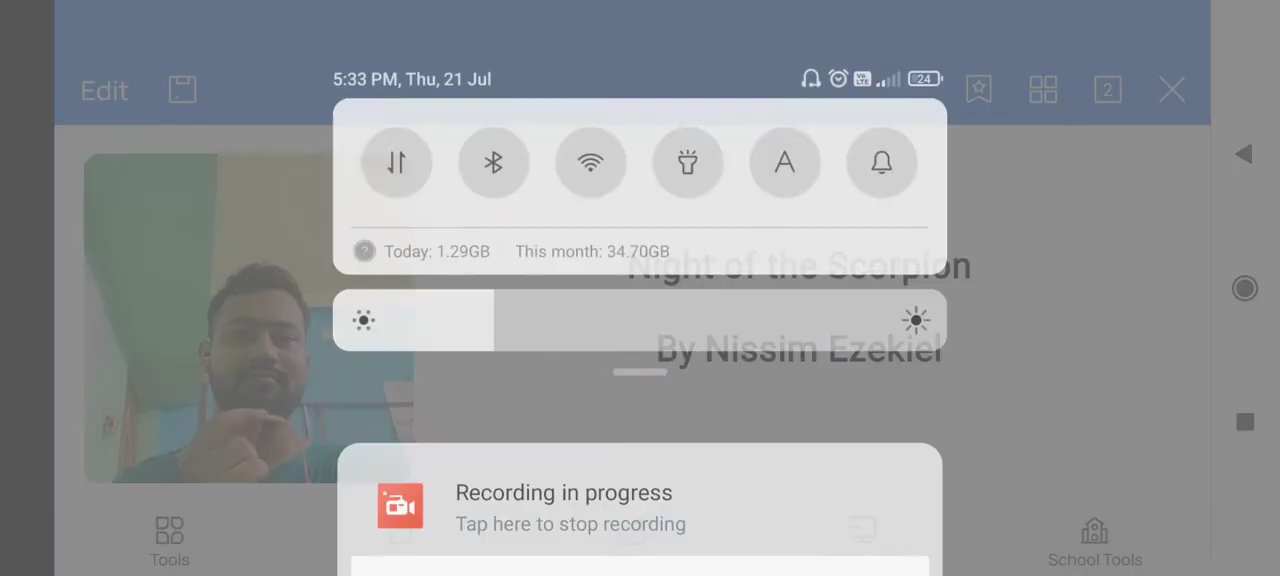 5:33 PM, Thu, 21 Jul
24
Edit
2
Today: 1.29GB This month: 34.70GB
Night of the Scorpion
By Nissim Ezekiel
Recording in progress
Tap here to stop recording
Tools
School Tools